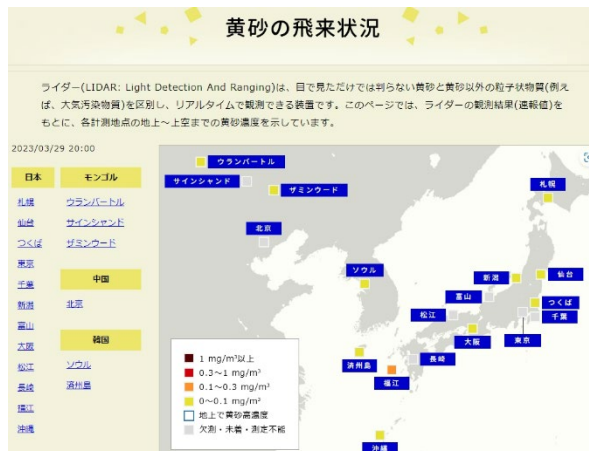 黄砂の飛来状況
ライダー(LIDAR: Light Detection And Ranging)は、目で見ただけでは判らない黄砂と黄砂以外の粒子状物質(例え
ば、大気汚染物質)を区別し、リアルタイムで観測できる装置です。このページでは、ライダーの観測結果(速報値)を
もとに、各計測地点の地上～上空までの黄砂濃度を示しています。
2023/03/29 20:00
日本
札幌
仙台
つくば
東京
千葉
新潟
富山
大阪
松江
長崎
福江
沖縄
モンゴル
ウランバートル
サインシャンド
ザミンウード
中国
北京
韓国
ソウル
済州島
ウランバートル
サインシャンド
ザミンウード
札幌
北京
ソウル
新潟
仙台
富山
つくば
松江
千葉
大阪
東京
済州島
長崎
福江
沖縄
1 mg/m³以上
0.3～1 mg/m³
0.1～0.3 mg/m³
0～0.1 mg/m³
地上で黄砂高濃度
欠測・未着・測定不能